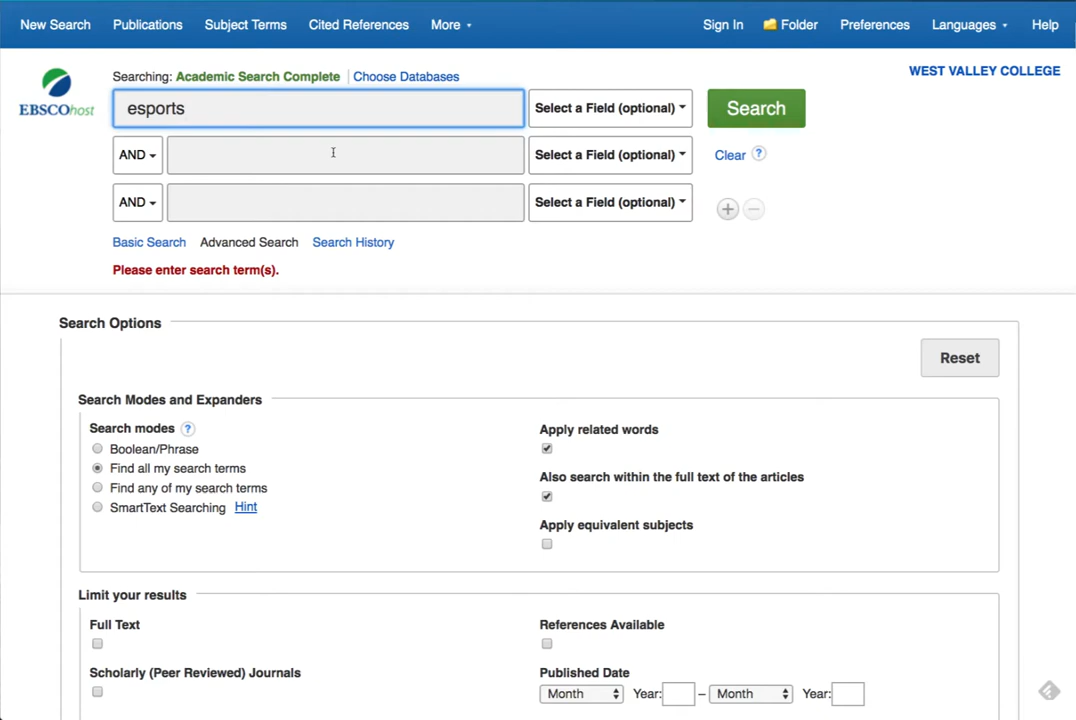 New Search Publications Subject Terms Cited References More Sign In Folder Preferences Languages Help
Searching: Academic Search Complete Choose Databases WEST VALLEY COLLEGE
EBSCOhost
esports Select a Field (optional) Search
AND Select a Field (optional) Clear ?
AND Select a Field (optional)
Basic Search Advanced Search Search History
Please enter search term(s).
Search Options
Reset
Search Modes and Expanders
Search modes ?
Boolean/Phrase
Find all my search terms
Find any of my search terms
SmartText Searching Hint
Apply related words
Also search within the full text of the articles
Apply equivalent subjects
Limit your results
Full Text
References Available
Scholarly (Peer Reviewed) Journals
Published Date
Month Year: – Month Year: